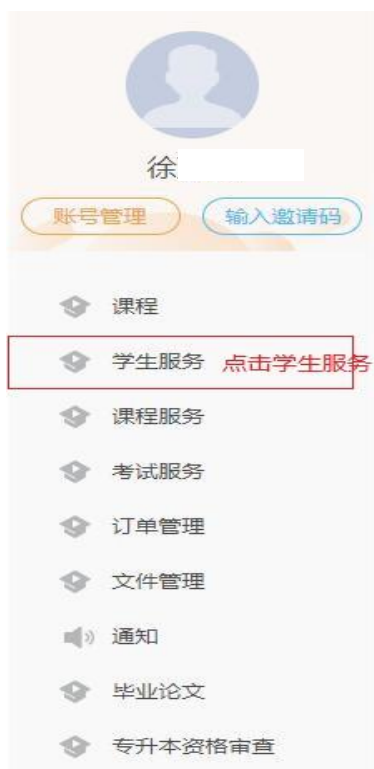 徐
账号管理 输入邀请码
课程
学生服务 点击学生服务
课程服务
考试服务
订单管理
文件管理
通知
毕业论文
专升本资格审查